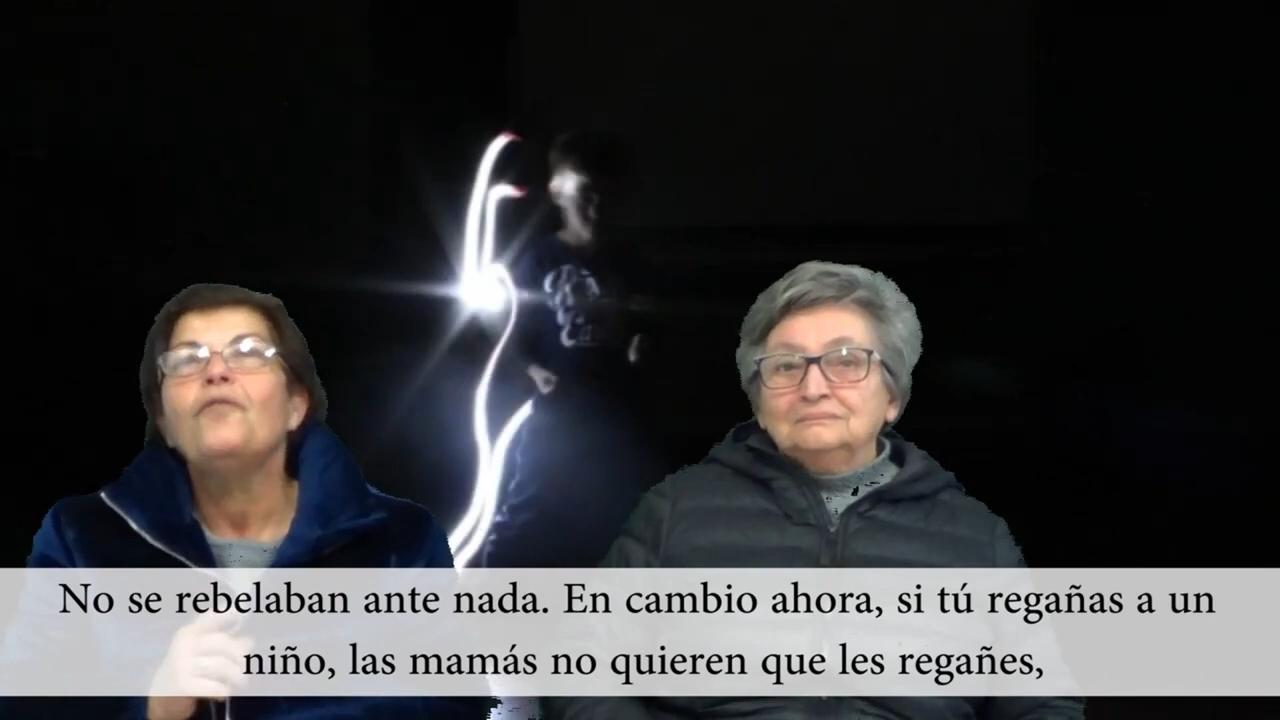 No se rebelaban ante nada. En cambio ahora, si tú regañas a un
niño, las mamás no quieren que les regañes,